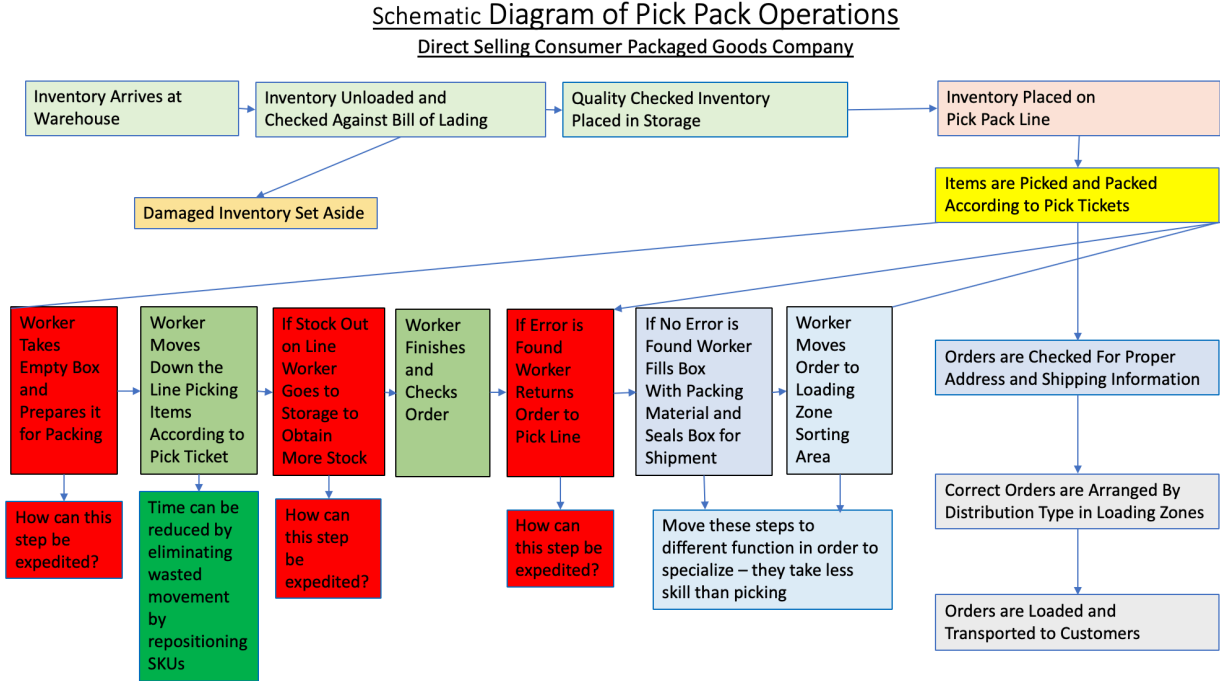 Schematic Diagram of Pick Pack Operations
Direct Selling Consumer Packaged Goods Company
Inventory Arrives at
Warehouse
Inventory Unloaded and
Checked Against Bill of Lading
Quality Checked Inventory
Placed in Storage
Inventory Placed on
Pick Pack Line
Damaged Inventory Set Aside
Items are Picked and Packed
According to Pick Tickets
Worker
Takes
Empty Box
and
Prepares it
for Packing
Worker
Moves
Down the
Line Picking
Items
According to
Pick Ticket
If Stock Out
on Line
Worker
Goes to
Storage to
Obtain
More Stock
Worker
Finishes
and
Checks
Order
If Error is
Found
Worker
Returns
Order to
Pick Line
If No Error is
Found Worker
Fills Box
With Packing
Material and
Seals Box for
Shipment
Worker
Moves
Order to
Loading
Zone
Sorting
Area
Orders are Checked For Proper
Address and Shipping Information
How can this
step be
expedited?
Time can be
reduced by
eliminating
wasted
movement
by
repositioning
SKUs
How can
this step
be
expedited?
How can
this step be
expedited?
Move these steps to
different function in order to
specialize – they take less
skill than picking
Correct Orders are Arranged By
Distribution Type in Loading Zones
Orders are Loaded and
Transported to Customers